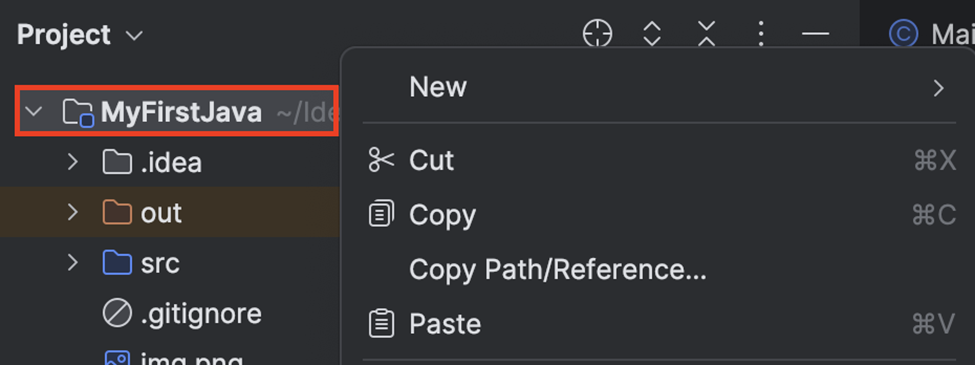 Project
Mai
MyFirstJava ~/Ide
.idea
out
src
.gitignore
img.png
New
Cut ⌘X
Copy ⌘C
Copy Path/Reference...
Paste ⌘V